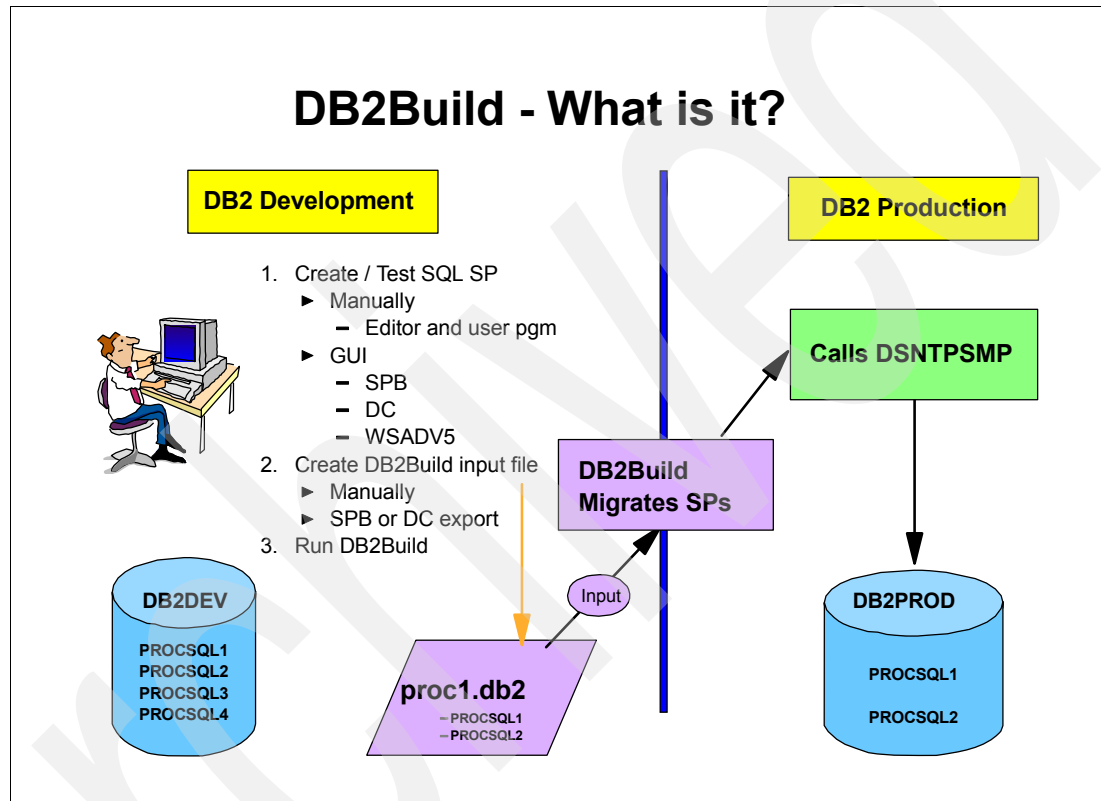 DB2Build - What is it?
DB2 Development
DB2 Production
1. Create / Test SQL SP
► Manually
– Editor and user pgm
► GUI
– SPB
– DC
– WSADV5
2. Create DB2Build input file
► Manually
► SPB or DC export
3. Run DB2Build
Calls DSNTPSMP
DB2Build
Migrates SPs
Input
DB2DEV
PROCSQL1
PROCSQL2
PROCSQL3
PROCSQL4
proc1.db2
– PROCSQL1
– PROCSQL2
DB2PROD
PROCSQL1
PROCSQL2